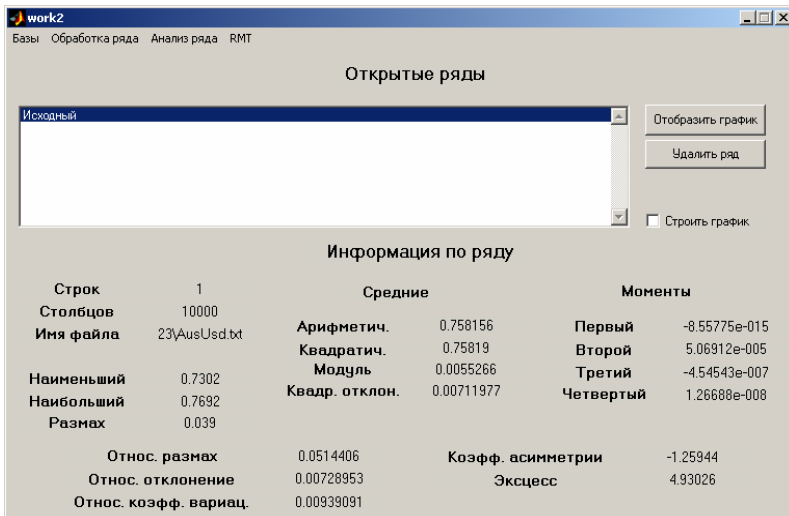 work2
Базы Обработка ряда Анализ ряда RMT
Открытые ряды
Исходный
Отобразить график
Удалить ряд
Строить график
Информация по ряду
Строк 1
Столбцов 10000
Имя файла 23\AusUsd.txt
Наименьший 0.7302
Наибольший 0.7692
Размах 0.039
Средние
Арифметич. 0.758156
Квадратич. 0.75819
Модуль 0.0055266
Квадр. отклон. 0.00711977
Моменты
Первый -8.55775e-015
Второй 5.06912e-005
Третий -4.54543e-007
Четвертый 1.26688e-008
Относ. размах 0.0514406
Относ. отклонение 0.00728953
Относ. коэфф. вариац. 0.00939091
Коэфф. асимметрии -1.25944
Эксцесс 4.93026